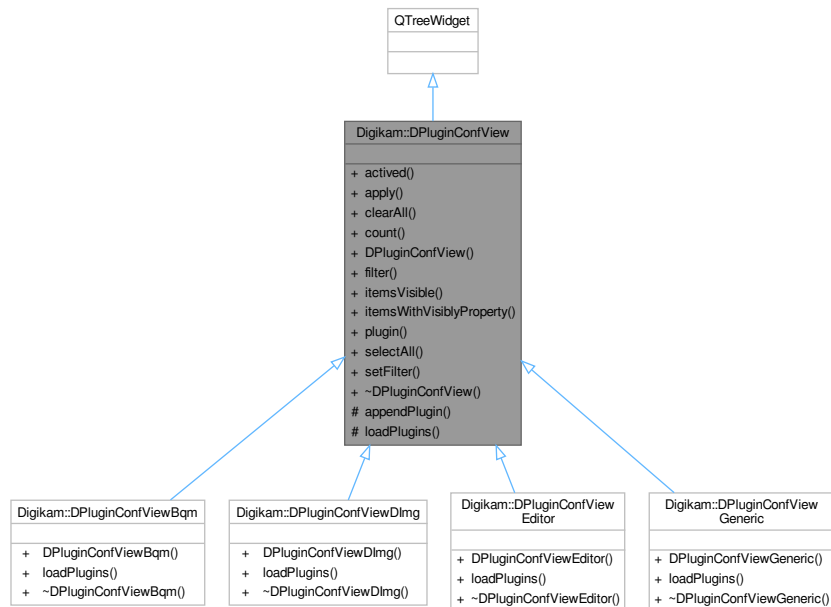 QTreeWidget
Digikam::DPluginConfView
+ actived()
+ apply()
+ clearAll()
+ count()
+ DPluginConfView()
+ filter()
+ itemsVisible()
+ itemsWithVisiblyProperty()
+ plugin()
+ selectAll()
+ setFilter()
+ ~DPluginConfView()
# appendPlugin()
# loadPlugins()
Digikam::DPluginConfViewBqm
+ DPluginConfViewBqm()
+ loadPlugins()
+ ~DPluginConfViewBqm()
Digikam::DPluginConfViewDImg
+ DPluginConfViewDImg()
+ loadPlugins()
+ ~DPluginConfViewDImg()
Digikam::DPluginConfView
Editor
+ DPluginConfViewEditor()
+ loadPlugins()
+ ~DPluginConfViewEditor()
Digikam::DPluginConfView
Generic
+ DPluginConfViewGeneric()
+ loadPlugins()
+ ~DPluginConfViewGeneric()